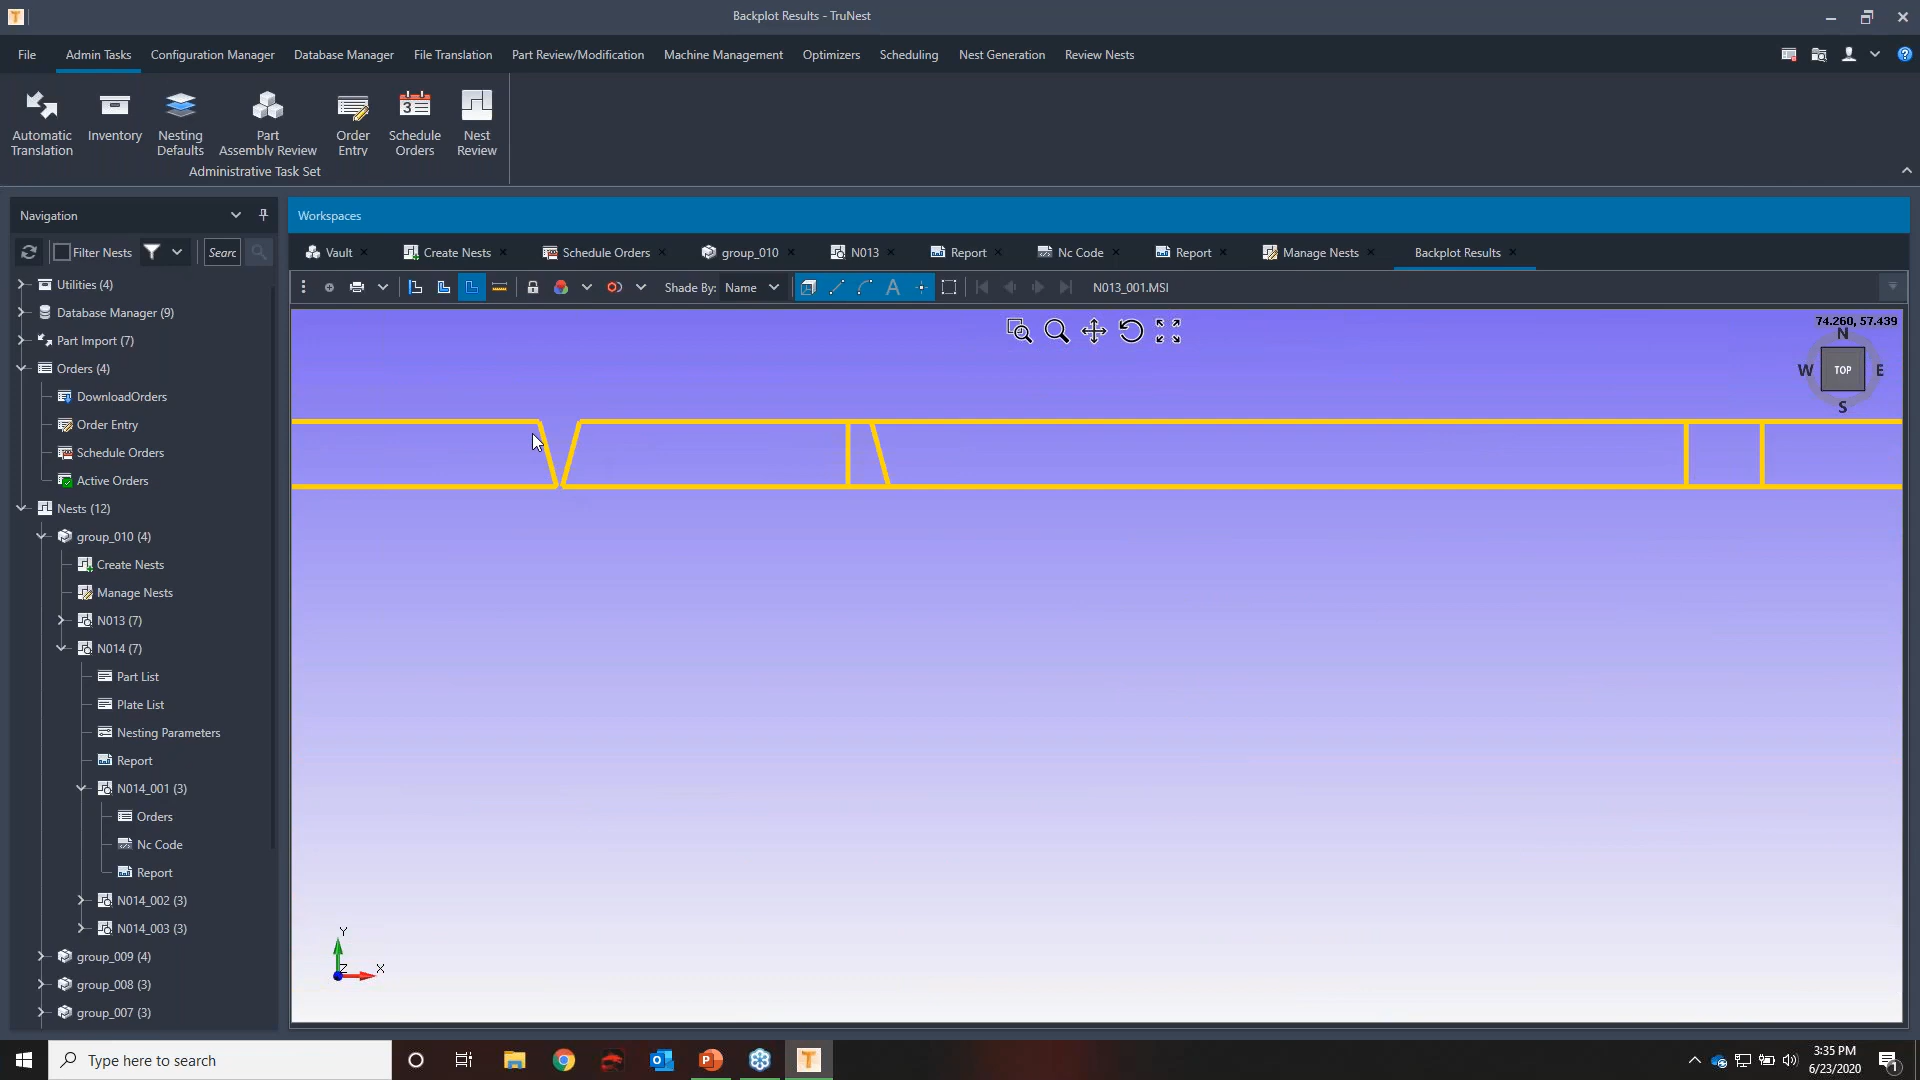 Backplot Results - TruNest
File Admin Tasks Configuration Manager Database Manager File Translation Part Review/Modification Machine Management Optimizers Scheduling Nest Generation Review Nests
Automatic Translation
Inventory
Nesting Defaults
Part Assembly Review
Order Entry
3
Schedule Orders
Nest Review
Administrative Task Set
Navigation
Workspaces
Filter Nests
Searc
Vault
Create Nests
Schedule Orders
group_010
N013
Report
Nc Code
Report
Manage Nests
Backplot Results
Shade By: Name
N013_001.MSI
Utilities (4)
Database Manager (9)
Part Import (7)
Orders (4)
DownloadOrders
Order Entry
Schedule Orders
Active Orders
Nests (12)
group_010 (4)
Create Nests
Manage Nests
N013 (7)
N014 (7)
Part List
Plate List
Nesting Parameters
Report
N014_001 (3)
Orders
Nc Code
Report
N014_002 (3)
N014_003 (3)
group_009 (4)
group_008 (3)
group_007 (3)
74.260, 57.439
N
W TOP E
S
Y
Z X
Type here to search
3:35 PM
6/23/2020
1